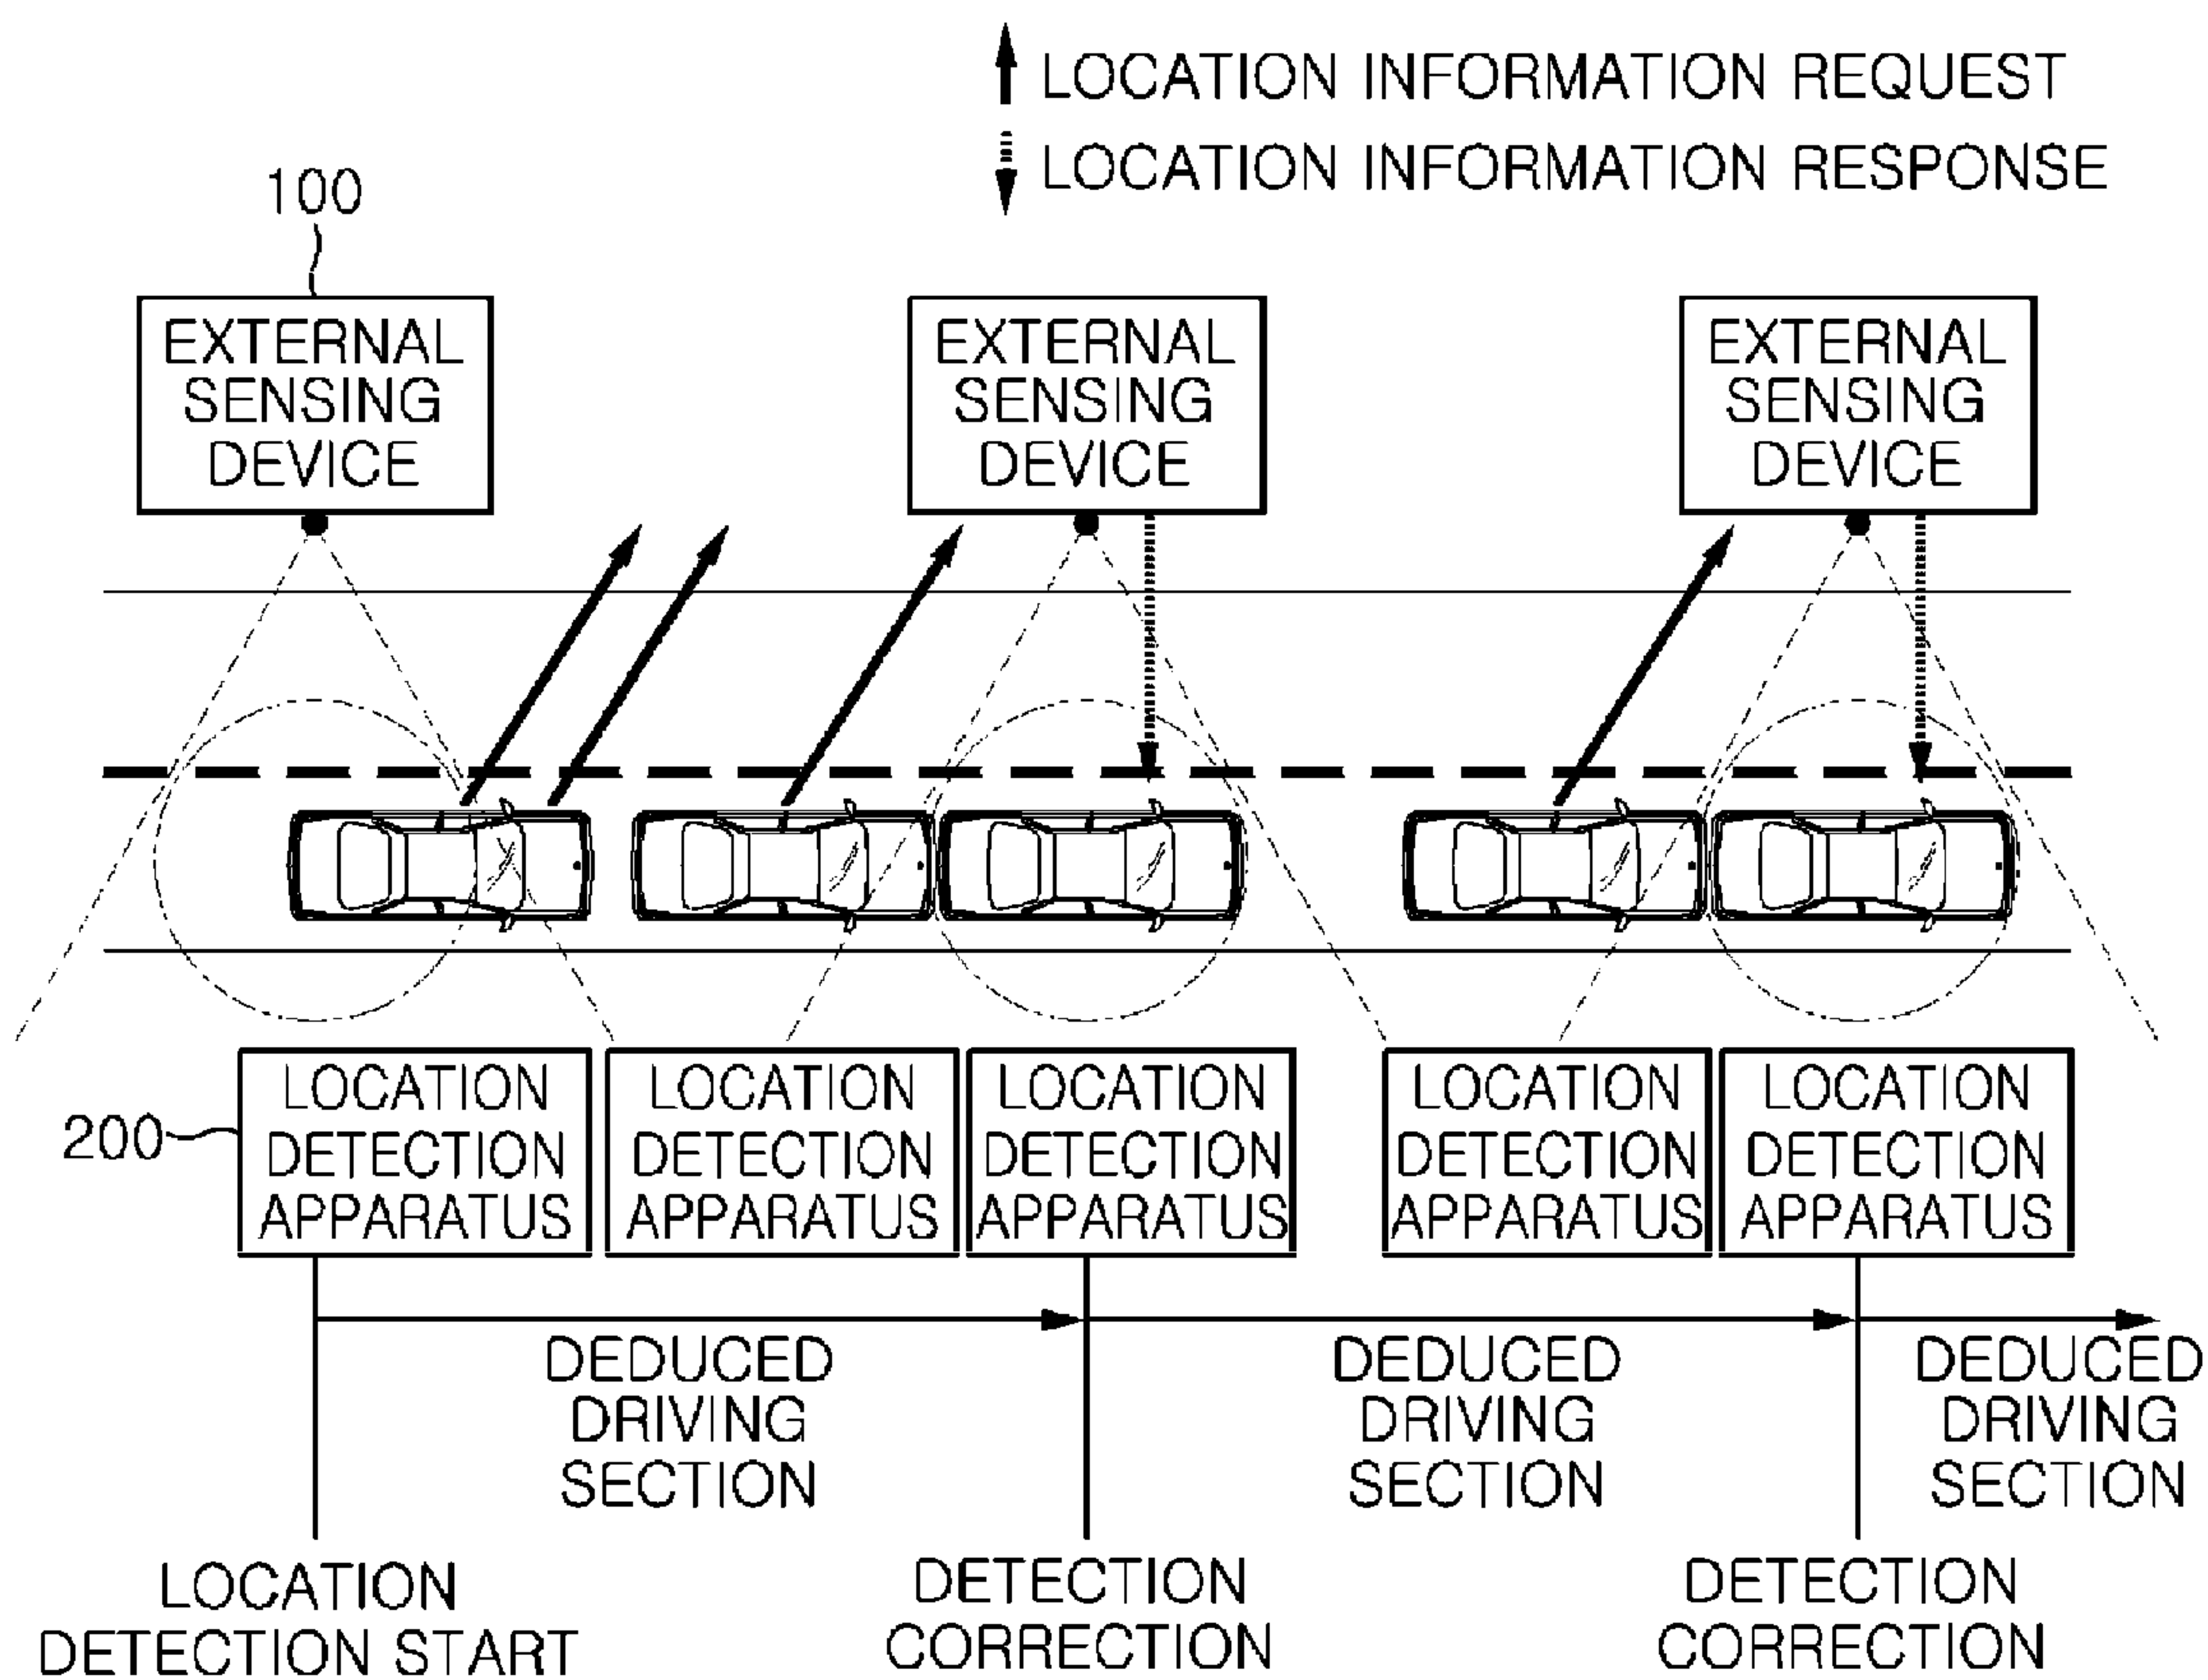 LOCATION INFORMATION REQUEST
LOCATION INFORMATION RESPONSE
100
EXTERNAL
SENSING
DEVICE
EXTERNAL
SENSING
DEVICE
EXTERNAL
SENSING
DEVICE
200
LOCATION
DETECTION
APPARATUS
LOCATION
DETECTION
APPARATUS
LOCATION
DETECTION
APPARATUS
LOCATION
DETECTION
APPARATUS
LOCATION
DETECTION
APPARATUS
DEDUCED
DRIVING
SECTION
DEDUCED
DRIVING
SECTION
DEDUCED
DRIVING
SECTION
LOCATION
DETECTION START
DETECTION
CORRECTION
DETECTION
CORRECTION